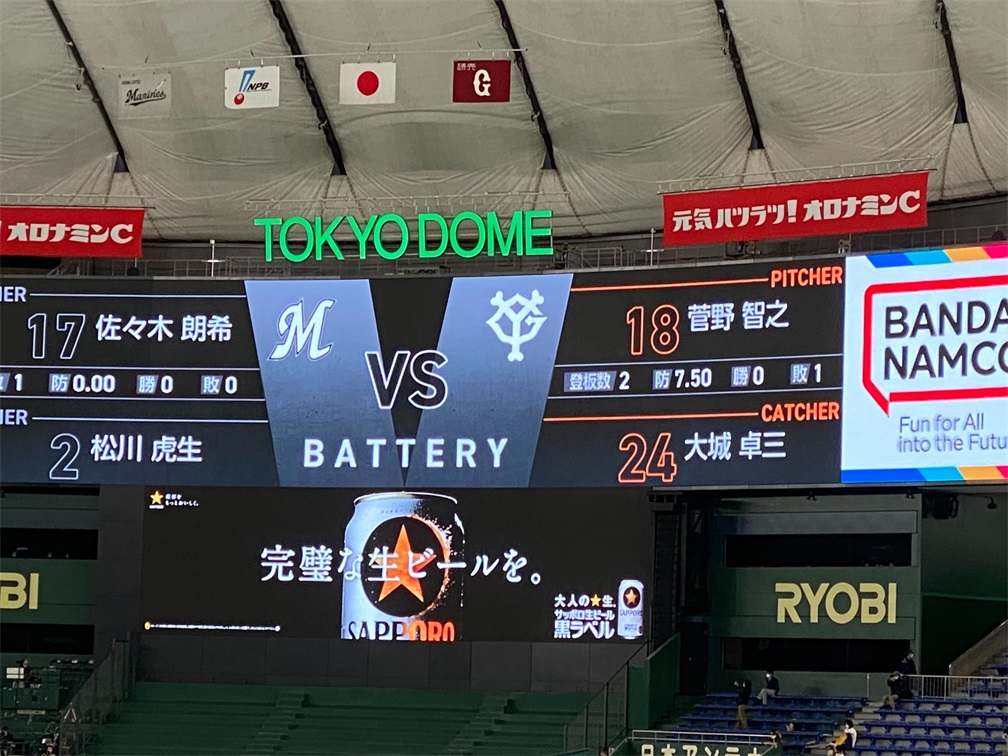 Marines
NPB
G
オロナミンC
TOKYO DOME
元気ハツラツ! オロナミンC
HER
PITCHER
17 佐々木 朗希
M
18 菅野 智之
BANDA
NAMCO
VS
数 1 防 0.00 勝 0 敗 0
登板数 2 防 7.50 勝 0 敗 1
HER
CATCHER
2 松川 虎生
24 大城 卓三
BATTERY
Fun for All
into the Futu
完璧な生ビールを。
SAPPORO
大人の★生。
サッポロ生ビール
黒ラベル
OBI
RYOBI
日本アンテナ